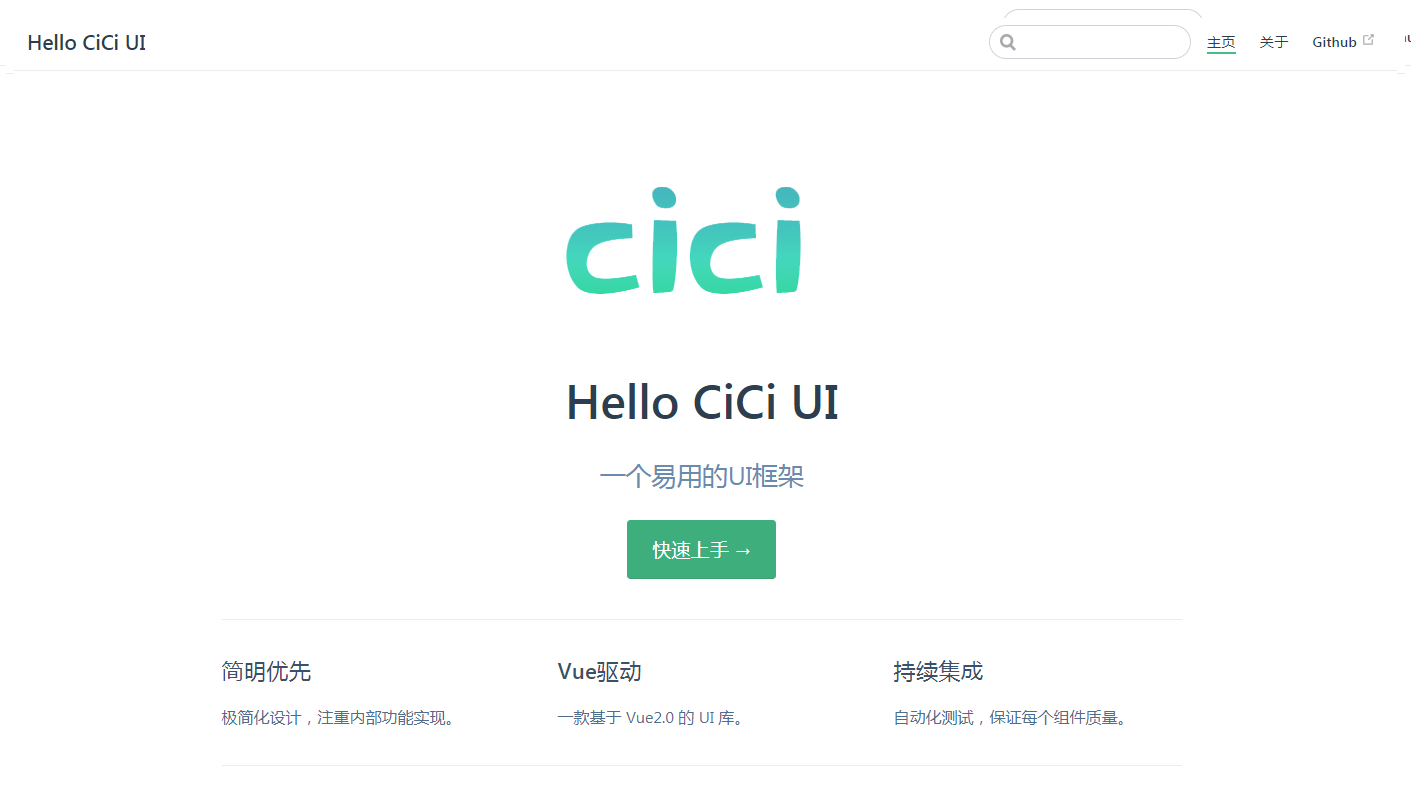 Hello CiCi UI
主页 关于 Github
cici
Hello CiCi UI
一个易用的UI框架
快速上手 →
简明优先 Vue驱动 持续集成
极简化设计，注重内部功能实现。 一款基于 Vue2.0 的 UI 库。 自动化测试，保证每个组件质量。